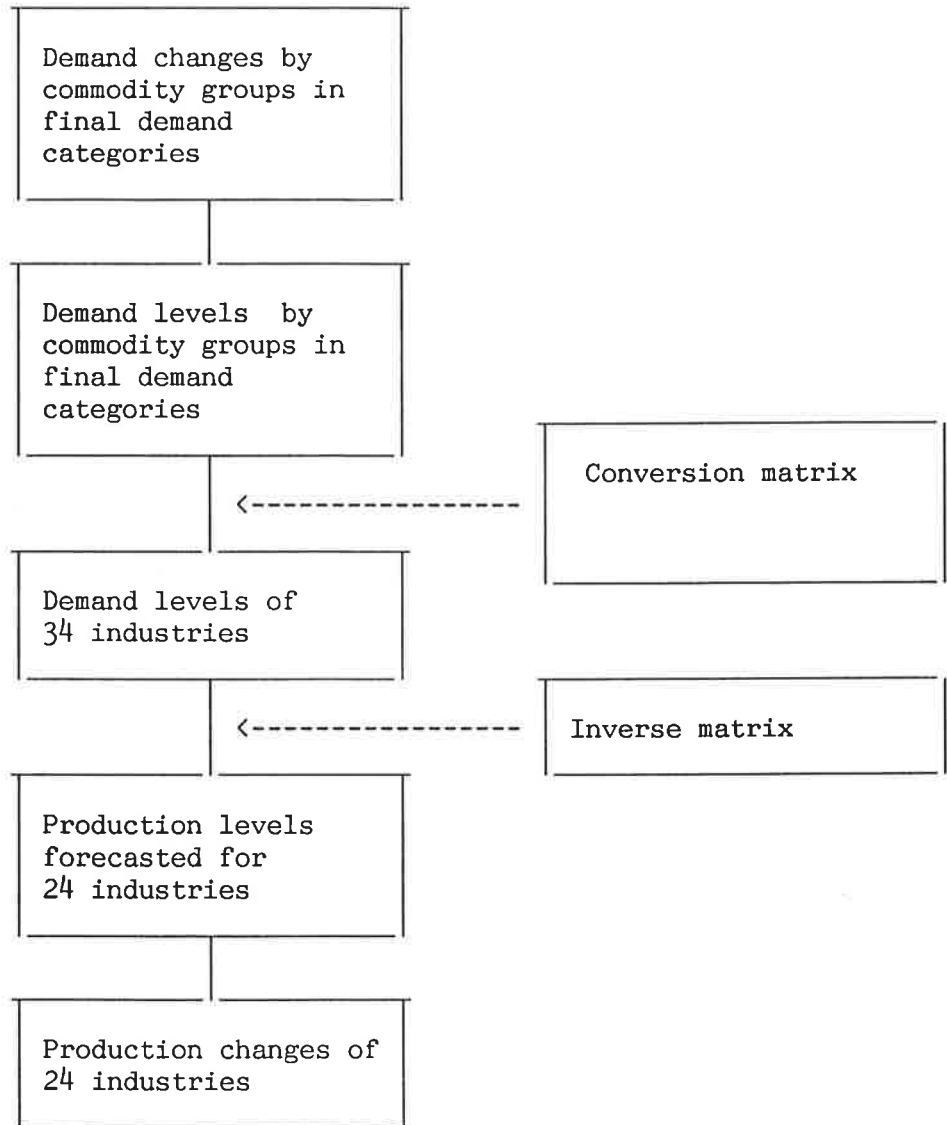 Demand changes by
commodity groups in
final demand
categories
Demand levels by
commodity groups in
final demand
categories
Conversion matrix
<-----------------
Demand levels of
34 industries
<-----------------
Inverse matrix
Production levels
forecasted for
24 industries
Production changes of
24 industries